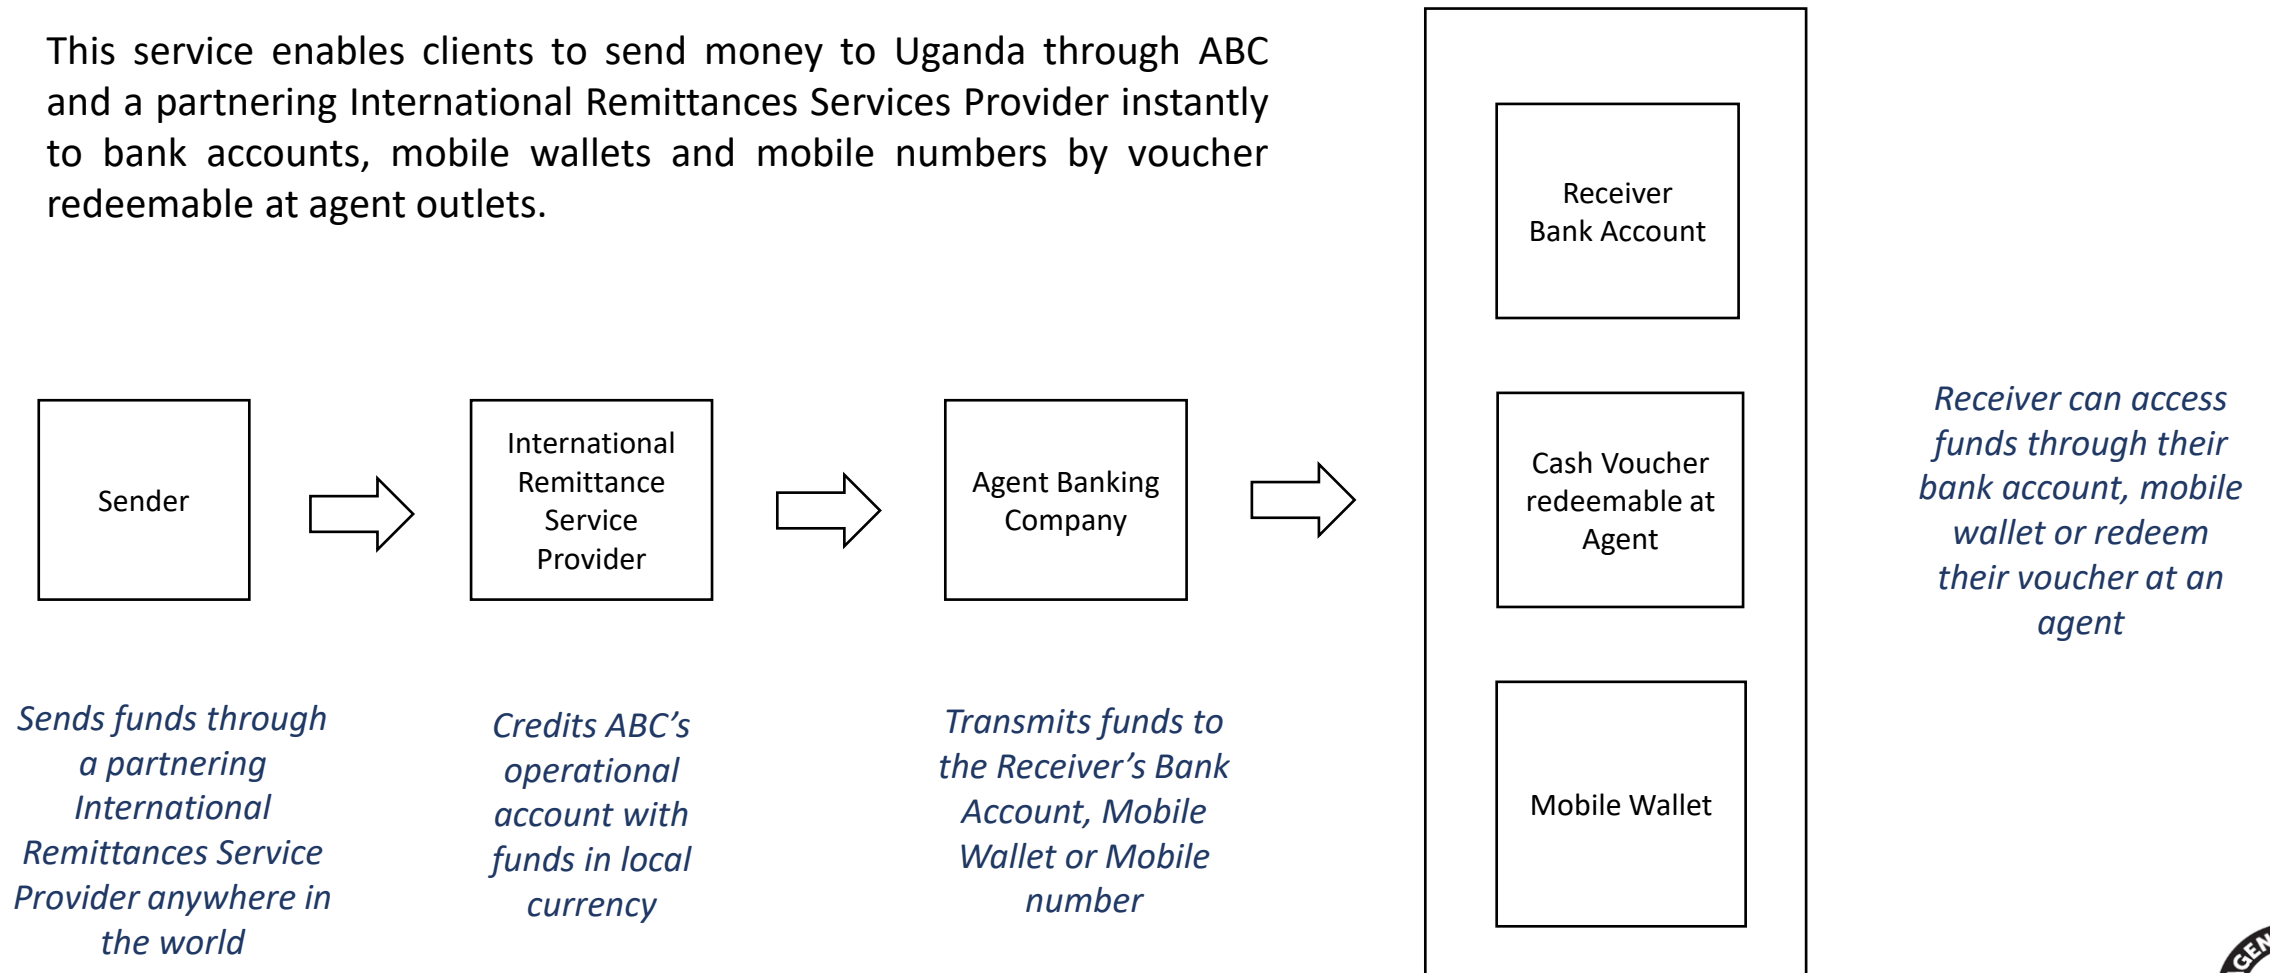 This service enables clients to send money to Uganda through ABC
and a partnering International Remittances Services Provider instantly
to bank accounts, mobile wallets and mobile numbers by voucher
redeemable at agent outlets.
Sender
International
Remittance
Service
Provider
Agent Banking
Company
Receiver
Bank Account
Cash Voucher
redeemable at
Agent
Mobile Wallet
Receiver can access
funds through their
bank account, mobile
wallet or redeem
their voucher at an
agent
Sends funds through
a partnering
International
Remittances Service
Provider anywhere in
the world
Credits ABC’s
operational
account with
funds in local
currency
Transmits funds to
the Receiver’s Bank
Account, Mobile
Wallet or Mobile
number